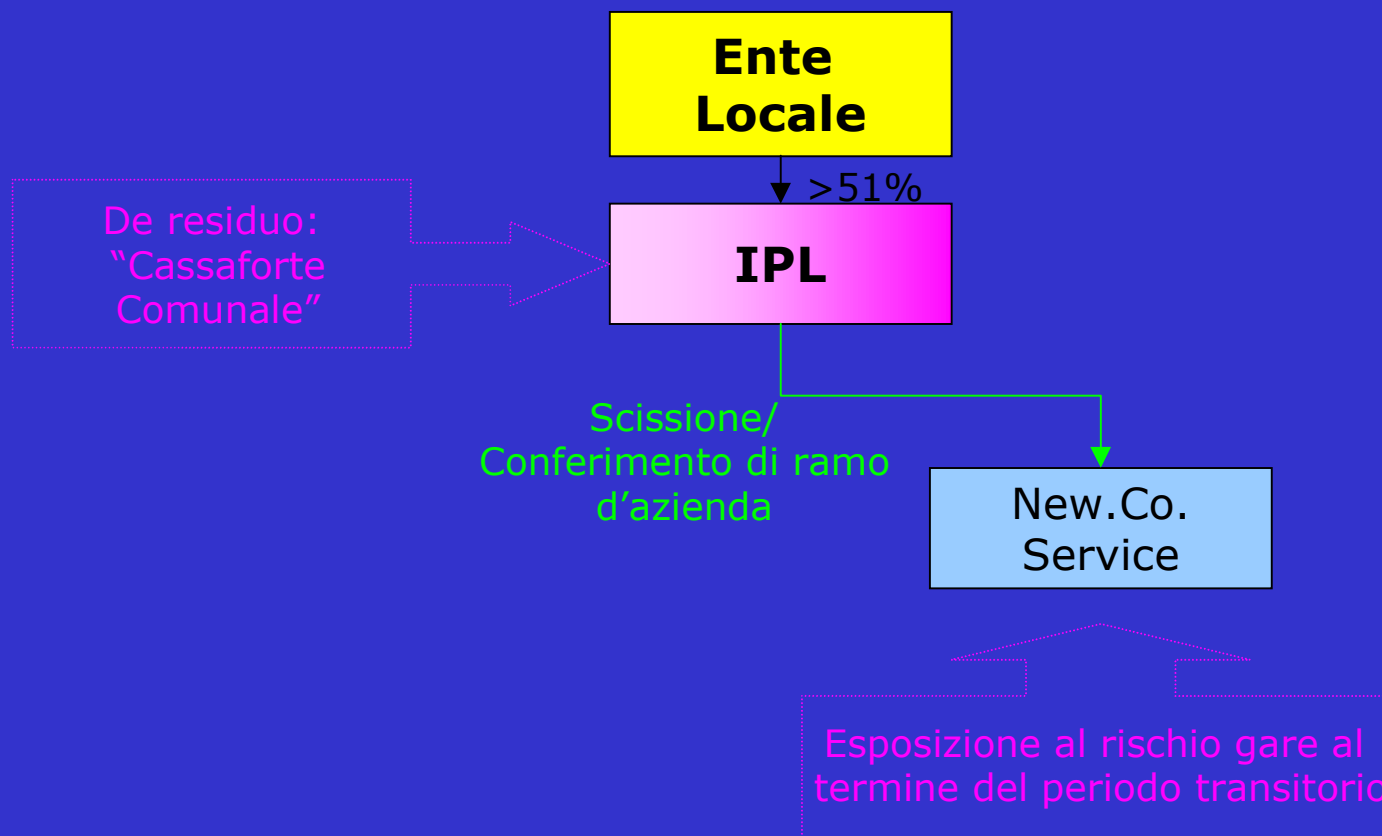 Ente
Locale
>51%
De residuo:
“Cassaforte
Comunale”
IPL
Scissione/
Conferimento di ramo
d’azienda
New.Co.
Service
Esposizione al rischio gare al
termine del periodo transitorio